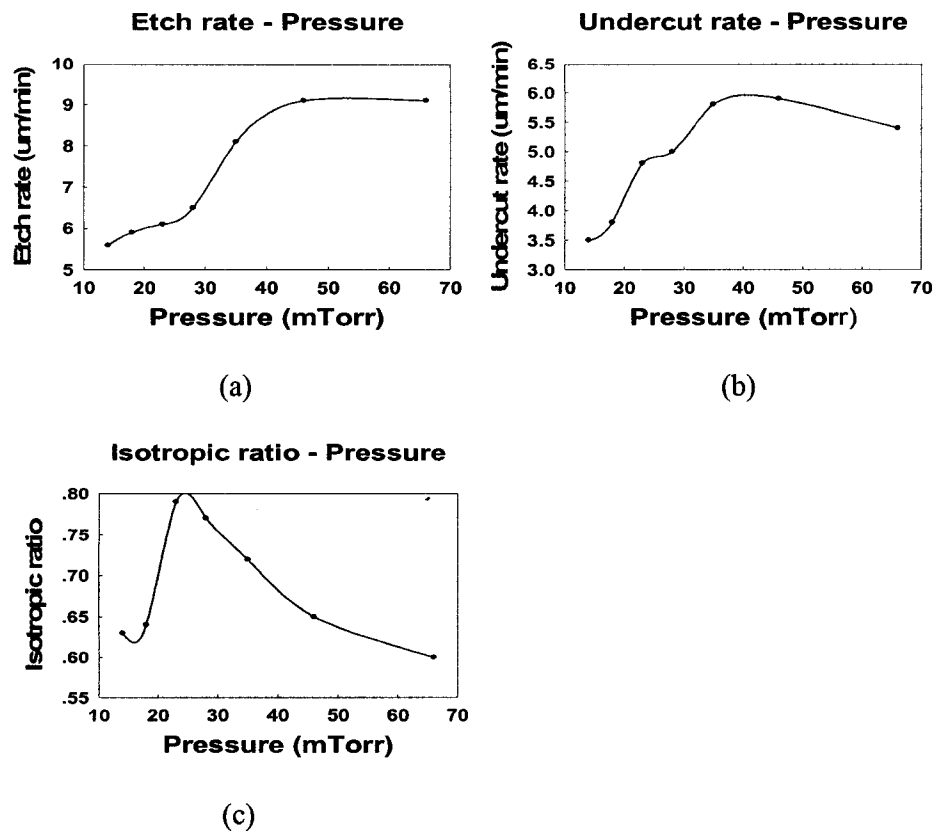 Etch rate - Pressure
Etch rate (um/min)
10
9
8
7
6
5
10 20 30 40 50 60 70
Pressure (mTorr)
(a)
Undercut rate - Pressure
Undercut rate (um/min)
6.5
6.0
5.5
5.0
4.5
4.0
3.5
3.0
10 20 30 40 50 60 70
Pressure (mTorr)
(b)
Isotropic ratio - Pressure
Isotropic ratio
.80
.75
.70
.65
.60
.55
10 20 30 40 50 60 70
Pressure (mTorr)
(c)